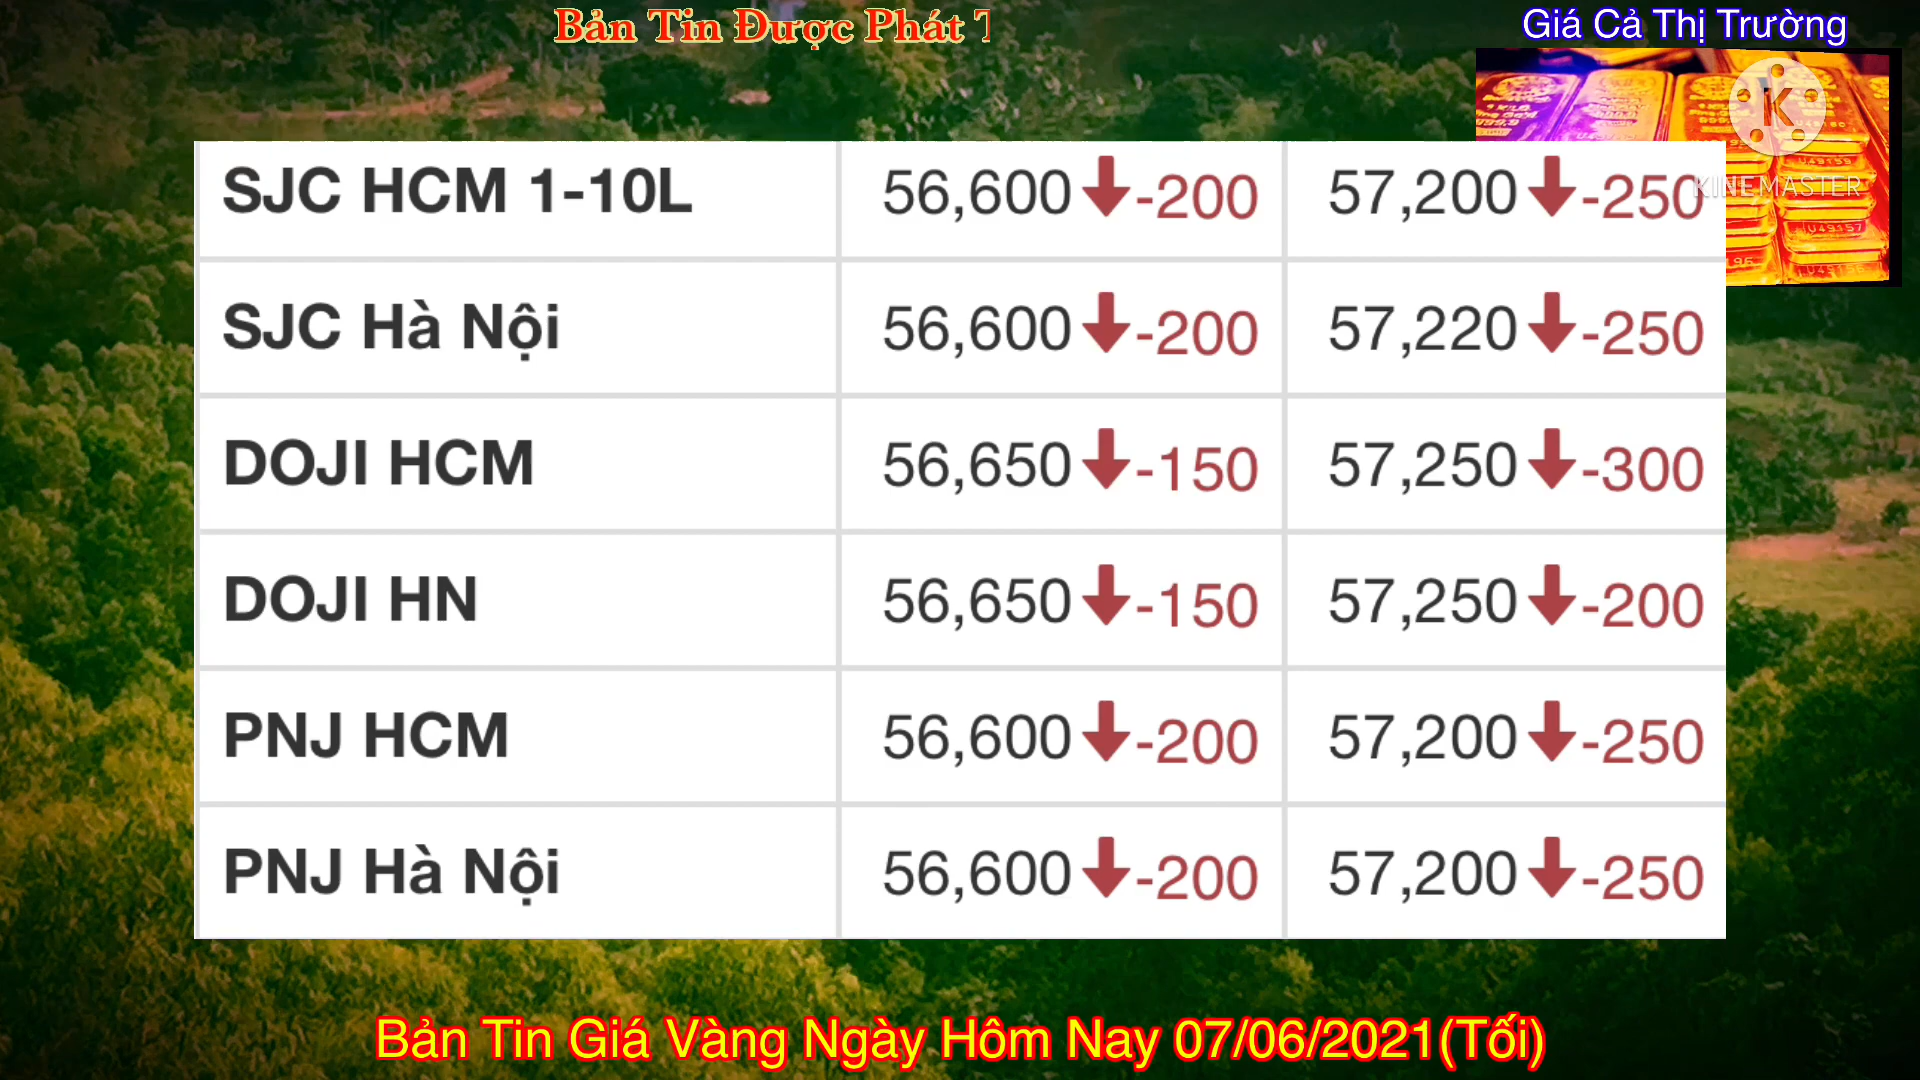 Bản Tin Được Phát
Giá Cả Thị Trường
KINEMASTER
SJC HCM 1-10L 56,600 -200 57,200 -250
SJC Hà Nội 56,600 -200 57,220 -250
DOJI HCM 56,650 -150 57,250 -300
DOJI HN 56,650 -150 57,250 -200
PNJ HCM 56,600 -200 57,200 -250
PNJ Hà Nội 56,600 -200 57,200 -250
Bản Tin Giá Vàng Ngày Hôm Nay 07/06/2021(Tối)